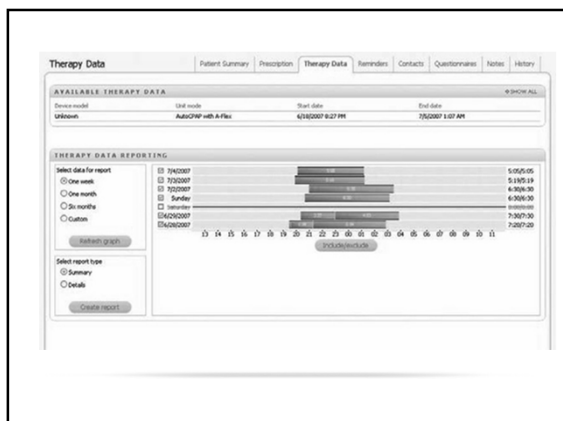 Therapy Data
Patient Summary Prescription Therapy Data Reminders Contacts Questionnaires Notes History
AVAILABLE THERAPY DATA SHOW ALL
Device model Unit mode Start date End date
Unknown AutoCPAP with A-Flex 6/18/2007 8:27 PM 7/5/2007 1:07 AM
THERAPY DATA REPORTING
Select data for report
One week
One month
Six months
Custom
Refresh graph
Select report type
Summary
Details
Create report
7/4/2007 5:05/5:05
7/3/2007 5:19/5:19
7/2/2007 6:30/6:30
Sunday 6:30/6:30
Saturday 0:00/0:00
6/29/2007 7:30/7:30
6/28/2007 7:20/7:20
13 14 15 16 17 18 19 20 21 22 23 00 01 02 03 04 05 06 07 08 09 10 11
Include/exclude